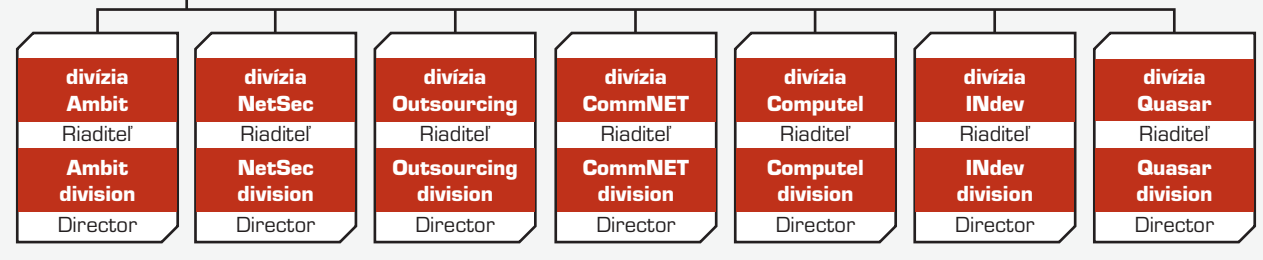 divízia
Ambit
Riaditeľ
Ambit
division
Director
divízia
NetSec
Riaditeľ
NetSec
division
Director
divízia
Outsourcing
Riaditeľ
Outsourcing
division
Director
divízia
CommNET
Riaditeľ
CommNET
division
Director
divízia
Computel
Riaditeľ
Computel
division
Director
divízia
INdev
Riaditeľ
INdev
division
Director
divízia
Quasar
Riaditeľ
Quasar
division
Director